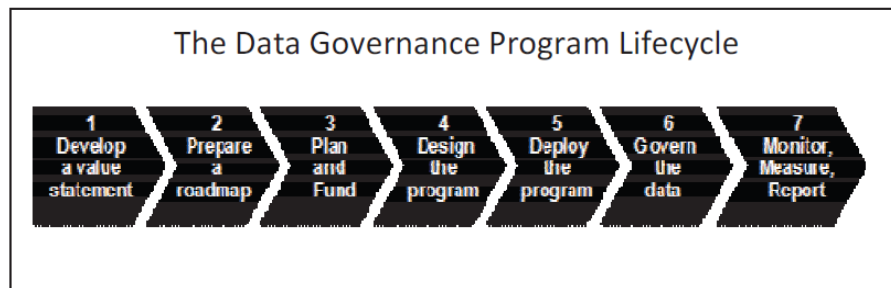 The Data Governance Program Lifecycle
1
Develop
a value
statement
2
Prepare
a
roadmap
3
Plan
and
Fund
4
Design
the
program
5
Deploy
the
program
6
Govern
the
data
7
Monitor,
Measure,
Report